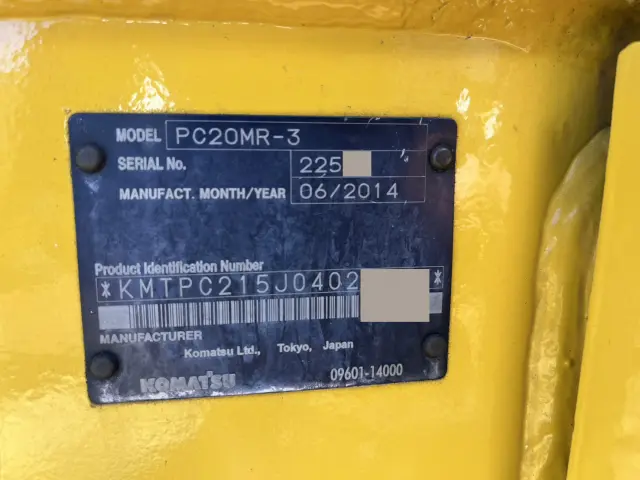 MODEL PC20MR-3
SERIAL No. 225
MANUFACT. MONTH/YEAR 06/2014
Product Identification Number
*KMTPC215J0402 *
MANUFACTURER
Komatsu Ltd., Tokyo, Japan
KOMATSU 09601-14000